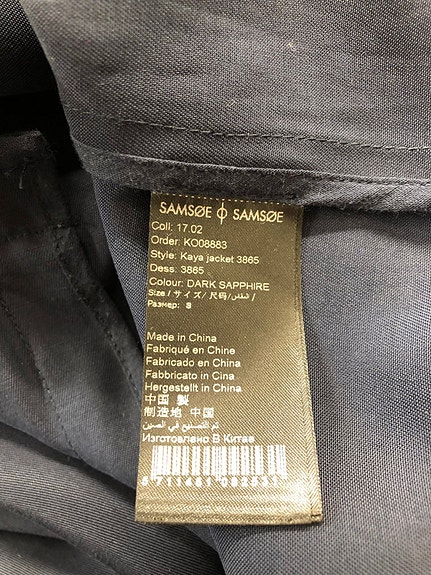 SAMSØE ɸ SAMSØE
Coll: 17.02
Order: KO08883
Style: Kaya jacket 3865
Dess: 3865
Colour: DARK SAPPHIRE
Size / サイズ / 尺码/ المقاس /
Размер: S
Made in China
Fabriqué en Chine
Fabricado en China
Fabbricato in Cina
Hergestellt in China
中国 製
制造地 中国
تم التصنيع في الصين
Изготовлено В Китае